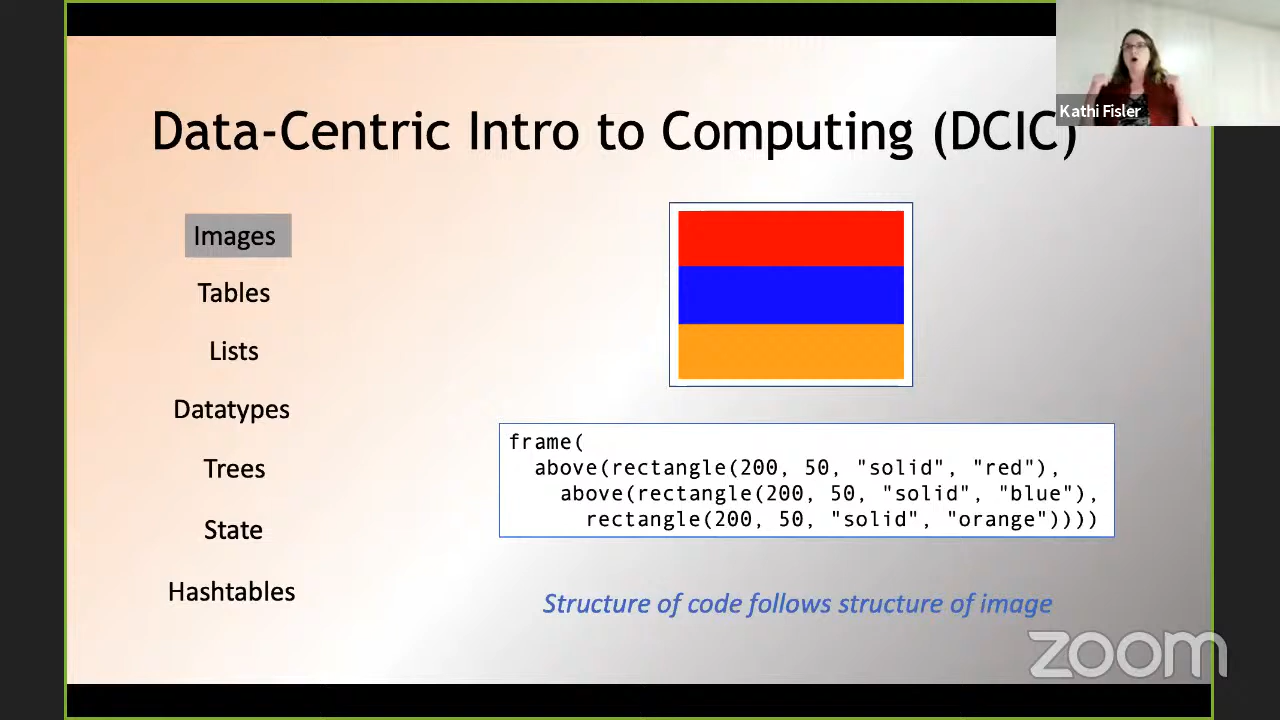 Data-Centric Intro to Computing (DCIC)
Kathi Fisler
Images
Tables
Lists
Datatypes
Trees
State
Hashtables
frame(
  above(rectangle(200, 50, "solid", "red"),
    above(rectangle(200, 50, "solid", "blue"),
      rectangle(200, 50, "solid", "orange"))))
Structure of code follows structure of image
zoom